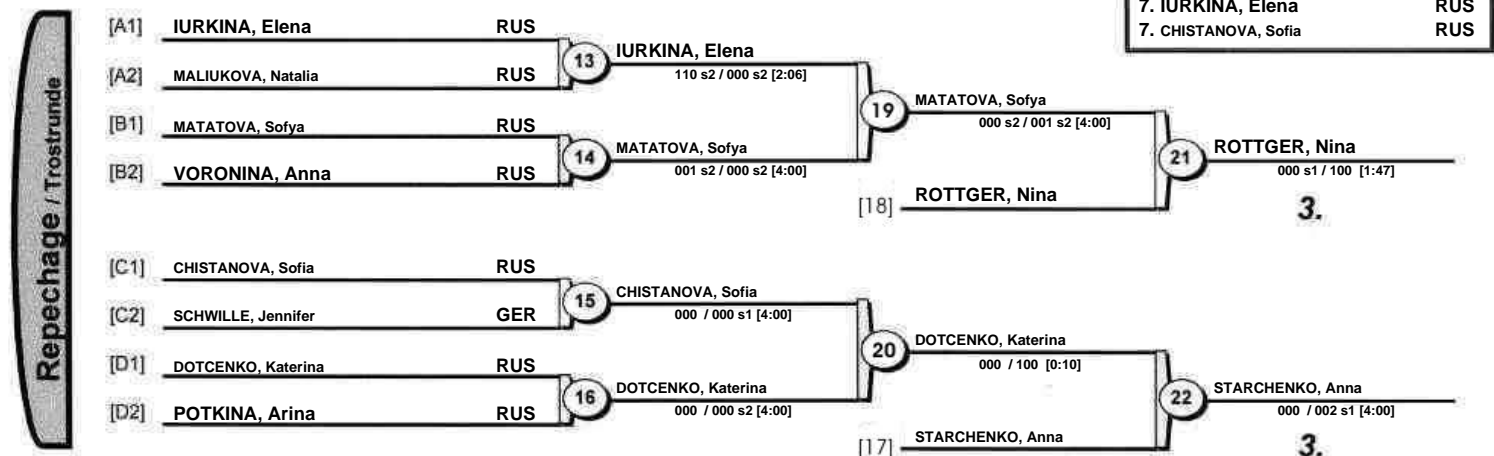 7. IURKINA, Elena RUS
7. CHISTANOVA, Sofia RUS
Repechage / Trostrunde
[A1] IURKINA, Elena RUS
13
IURKINA, Elena
110 s2 / 000 s2 [2:06]
[A2] MALIUKOVA, Natalia RUS
19
MATATOVA, Sofya
000 s2 / 001 s2 [4:00]
[B1] MATATOVA, Sofya RUS
14
MATATOVA, Sofya
001 s2 / 000 s2 [4:00]
[B2] VORONINA, Anna RUS
21
ROTTGER, Nina
000 s1 / 100 [1:47]
[18] ROTTGER, Nina
3.
[C1] CHISTANOVA, Sofia RUS
15
CHISTANOVA, Sofia
000 / 000 s1 [4:00]
[C2] SCHWILLE, Jennifer GER
20
DOTCENKO, Katerina
000 / 100 [0:10]
[D1] DOTCENKO, Katerina RUS
16
DOTCENKO, Katerina
000 / 000 s2 [4:00]
[D2] POTKINA, Arina RUS
22
STARCHENKO, Anna
000 / 002 s1 [4:00]
[17] STARCHENKO, Anna
3.